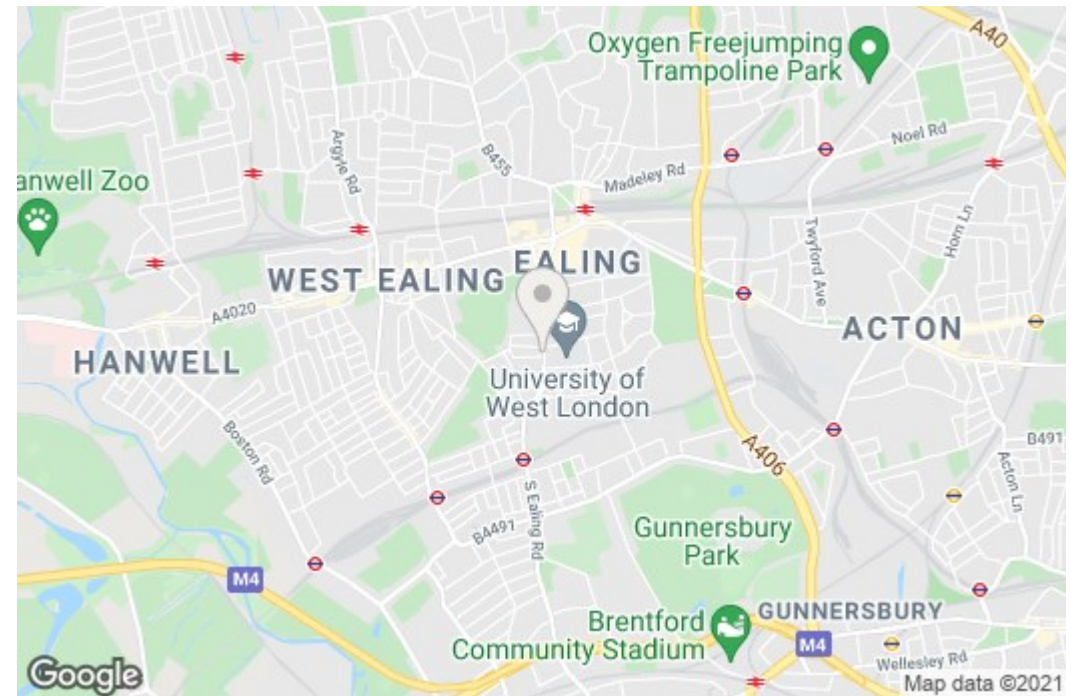 A40
Oxygen Freejumping
Trampoline Park
Noel Rd
Argyle Rd
B455
Madeley Rd
anwell Zoo
Horn Ln
Twyford Ave
EALING
WEST EALING
A4020
ACTON
HANWELL
University of
West London
Boston Rd
A406
B491
Acton Ln
S Ealing Rd
B4491
Gunnersbury
Park
M4
Brentford
Community Stadium
GUNNERSBURY
M4
Wellesley Rd
Google
Map data ©2021